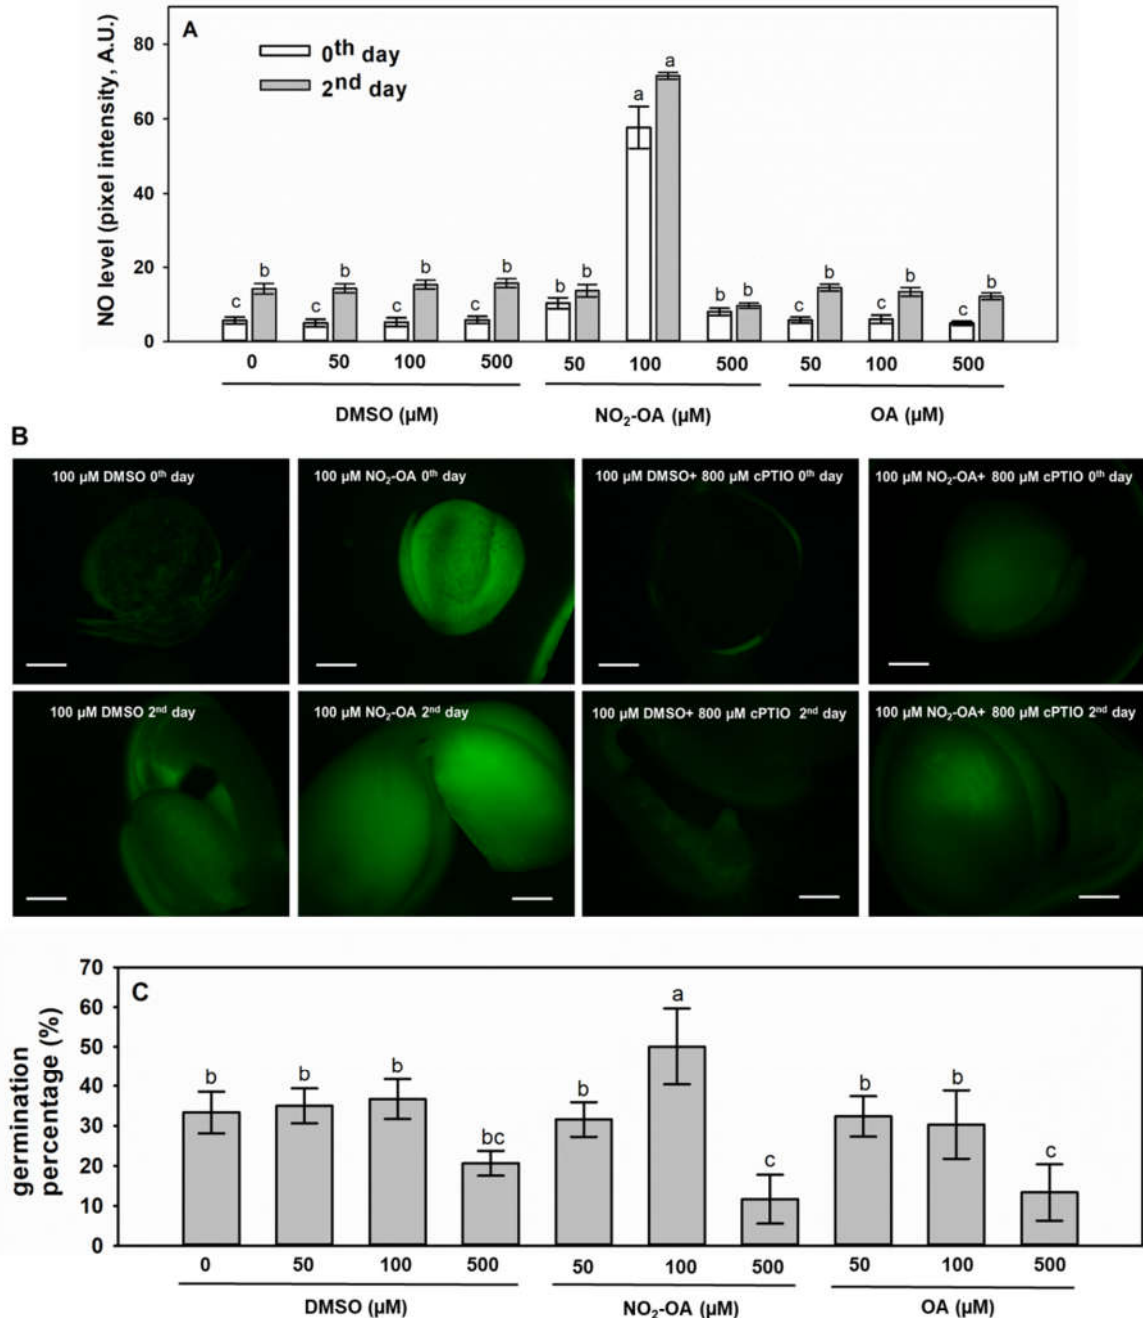 A
0th day
2nd day
NO level (pixel intensity, A.U.)
80
60
40
20
0
c b c b c b c b b b a a b b c b c b c b
0 50 100 500 50 100 500 50 100 500
DMSO (µM) NO2-OA (µM) OA (µM)
B
100 µM DMSO 0th day
100 µM NO2-OA 0th day
100 µM DMSO+ 800 µM cPTIO 0th day
100 µM NO2-OA+ 800 µM cPTIO 0th day
100 µM DMSO 2nd day
100 µM NO2-OA 2nd day
100 µM DMSO+ 800 µM cPTIO 2nd day
100 µM NO2-OA+ 800 µM cPTIO 2nd day
C
germination
percentage (%)
70
60
50
40
30
20
10
0
b b b bc b a c b b c
0 50 100 500 50 100 500 50 100 500
DMSO (µM) NO2-OA (µM) OA (µM)